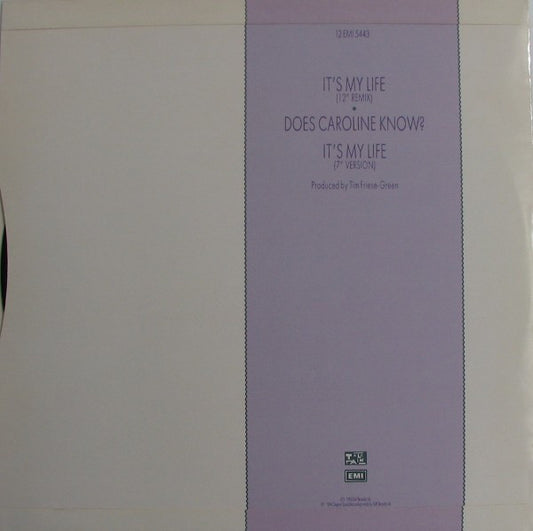 12 EMI 5443
IT'S MY LIFE
(12" REMIX)
DOES CAROLINE KNOW?
IT'S MY LIFE
(7" VERSION)
Produced by Tim Friese-Green
EMI